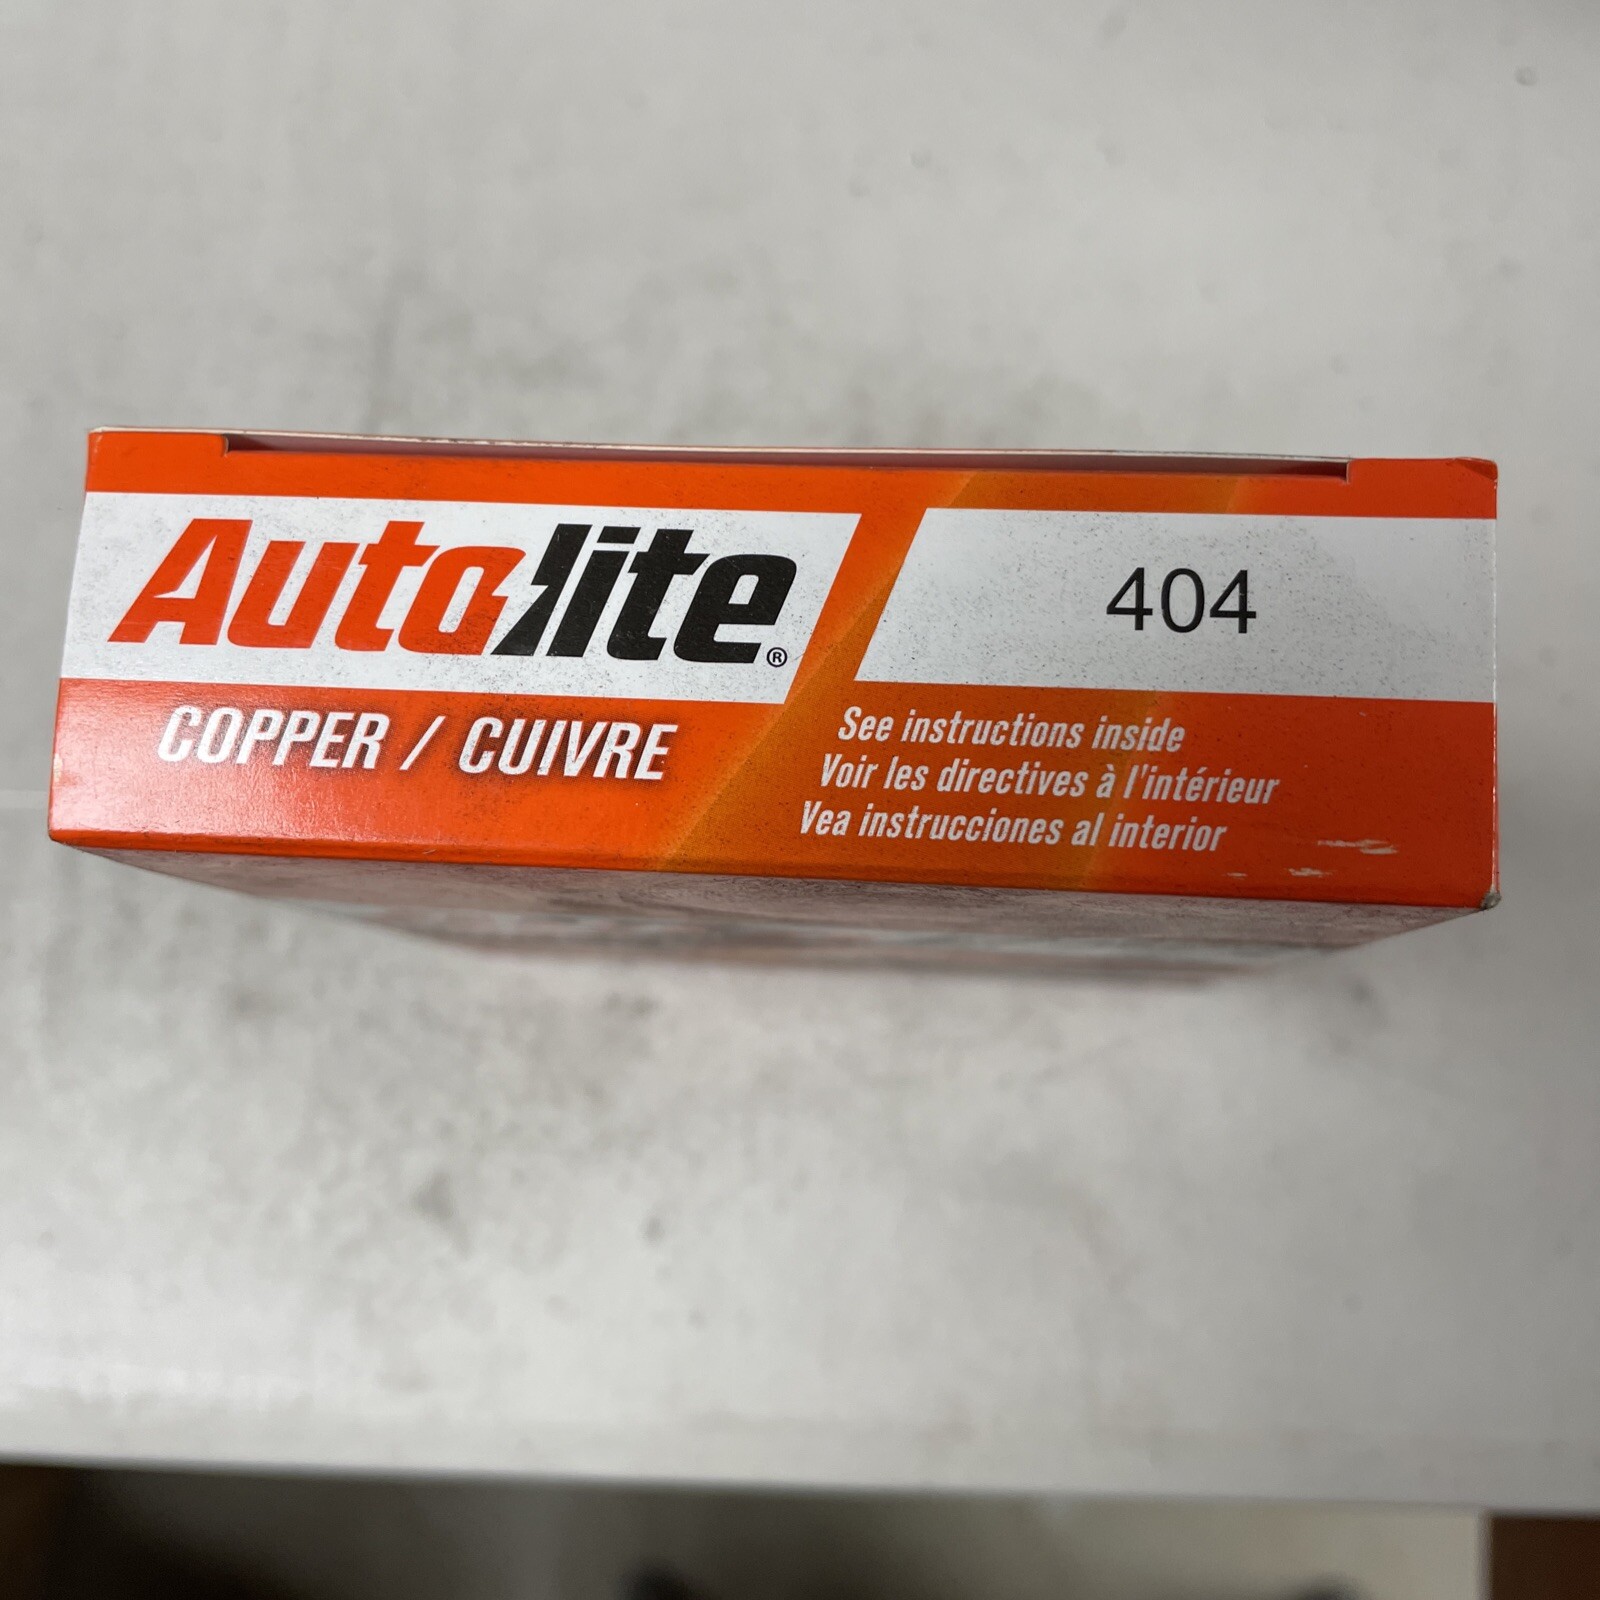 Autolite®
404
COPPER / CUIVRE
See instructions inside
Voir les directives à l'intérieur
Vea instrucciones al interior